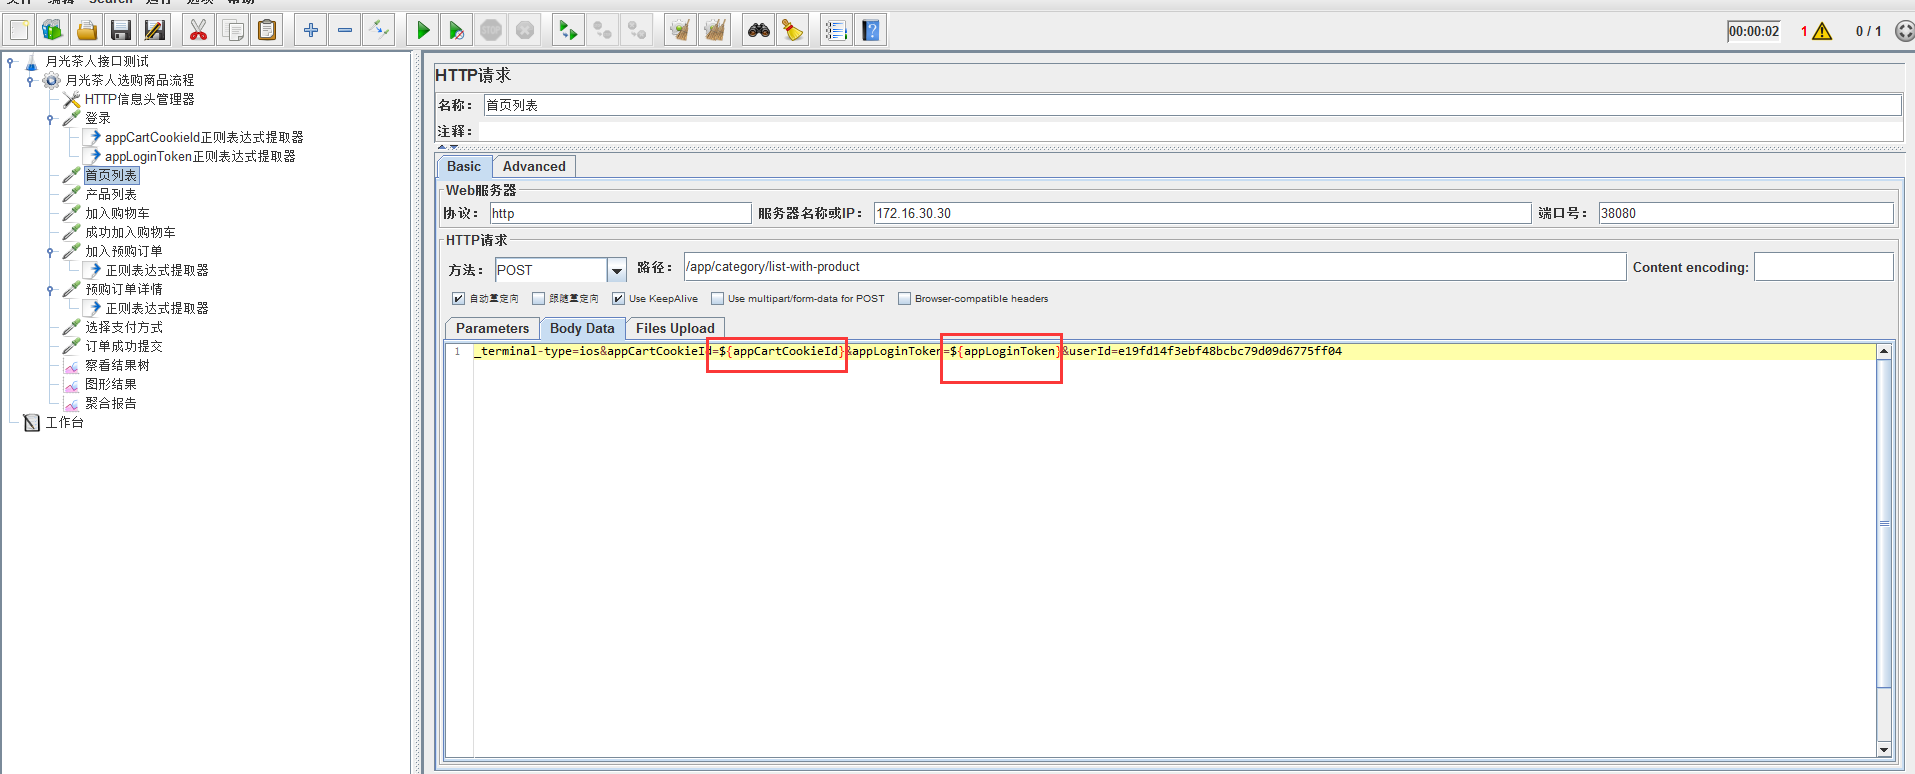 文件 编辑 Search 运行 选项 帮助
00:00:02 1 0 / 1
月光茶人接口测试
月光茶人选购商品流程
HTTP信息头管理器
登录
appCartCookieId正则表达式提取器
appLoginToken正则表达式提取器
首页列表
产品列表
加入购物车
成功加入购物车
加入预购订单
正则表达式提取器
预购订单详情
正则表达式提取器
选择支付方式
订单成功提交
察看结果树
图形结果
聚合报告
工作台
HTTP请求
名称： 首页列表
注释：
Basic Advanced
Web服务器
协议： http 服务器名称或IP： 172.16.30.30 端口号： 38080
HTTP请求
方法： POST 路径： /app/category/list-with-product Content encoding:
自动重定向 跟随重定向 Use KeepAlive Use multipart/form-data for POST Browser-compatible headers
Parameters Body Data Files Upload
1 _terminal-type=ios&appCartCookieId=${appCartCookieId}&appLoginToken=${appLoginToken}&userId=e19fd14f3ebf48bcbc79d09d6775ff04